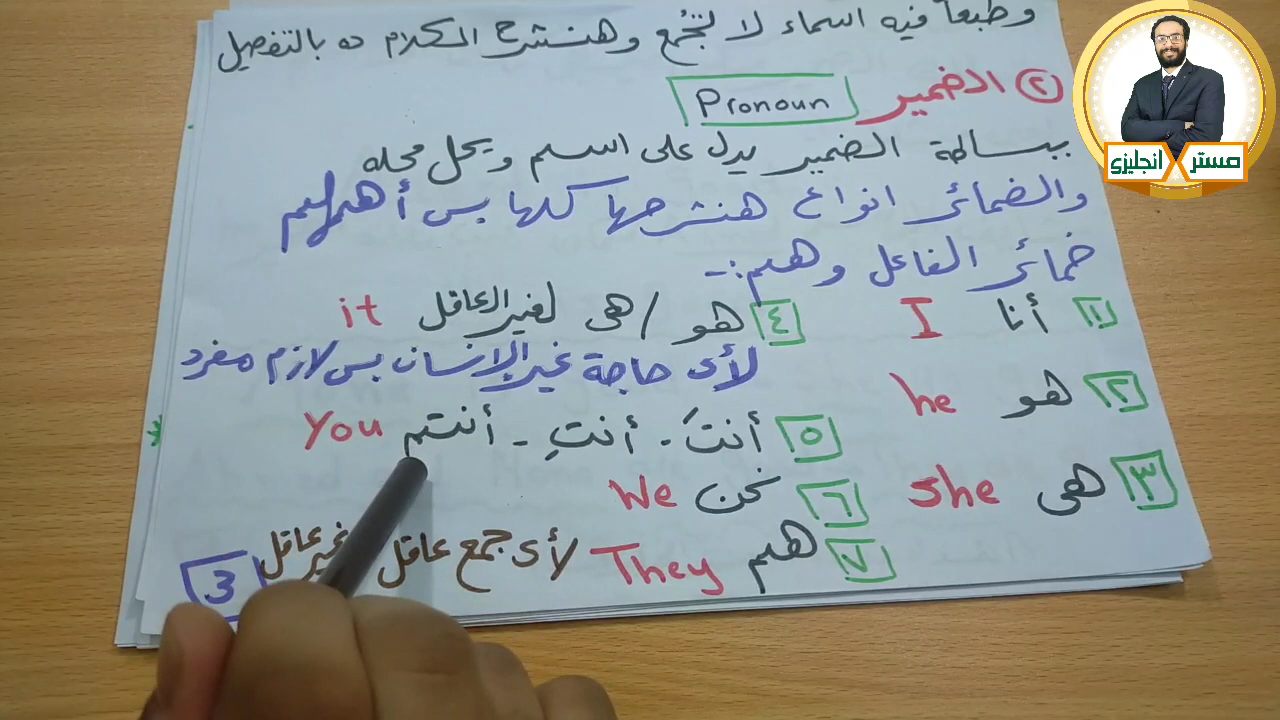 وطبعاً فيه اسماء لا تُجمع وهنشرح الكلام ده بالتفصيل
٢ الضمير Pronoun
ببساطة الضمير يدل على اسم ويحل محله
والضمائر انواع هنشرحها كلها بس أهمهم
ضمائر الفاعل وهم:-
١ أنا I
٢ هو he
٣ هى She
٤ هو / هى لغير العاقل it
لأى حاجة غير الإنسان بس لازم مفرد
٥ أنتَ - أنتِ - أنتم You
٦ نحن We
٧ هم They لأى جمع عاقل غير عاقل
3
مستر X انجليزي